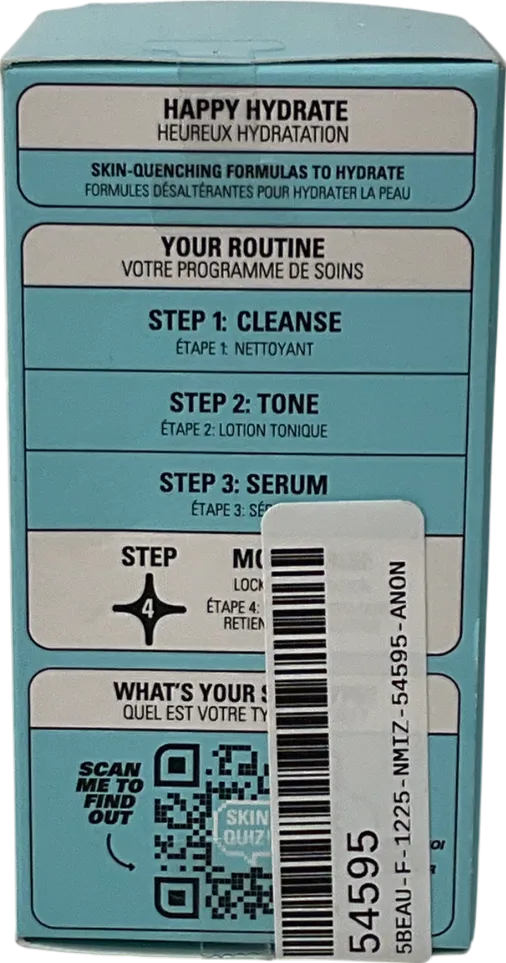 HAPPY HYDRATE
HEUREUX HYDRATATION
SKIN-QUENCHING FORMULAS TO HYDRATE
FORMULES DÉSALTÉRANTES POUR HYDRATER LA PEAU
YOUR ROUTINE
VOTRE PROGRAMME DE SOINS
STEP 1: CLEANSE
ÉTAPE 1: NETTOYANT
STEP 2: TONE
ÉTAPE 2: LOTION TONIQUE
STEP 3: SERUM
ÉTAPE 3:
STEP
4
ÉTAPE 4:
WHAT'S YOUR
QUEL EST VOTRE
SCAN
ME TO
FIND
OUT
SKIN
QUIZ!
54595
5BEAU-F-1225-NMIZ-54595-ANON